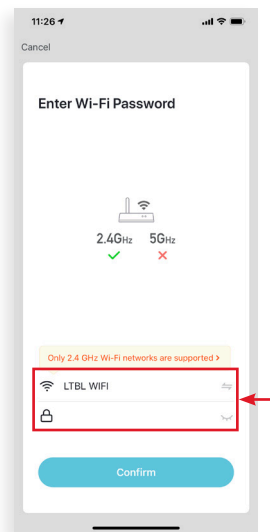 11:26
Cancel
Enter Wi-Fi Password
2.4GHz 5GHz
Only 2.4 GHz Wi-Fi networks are supported >
LTBL WIFI
Confirm